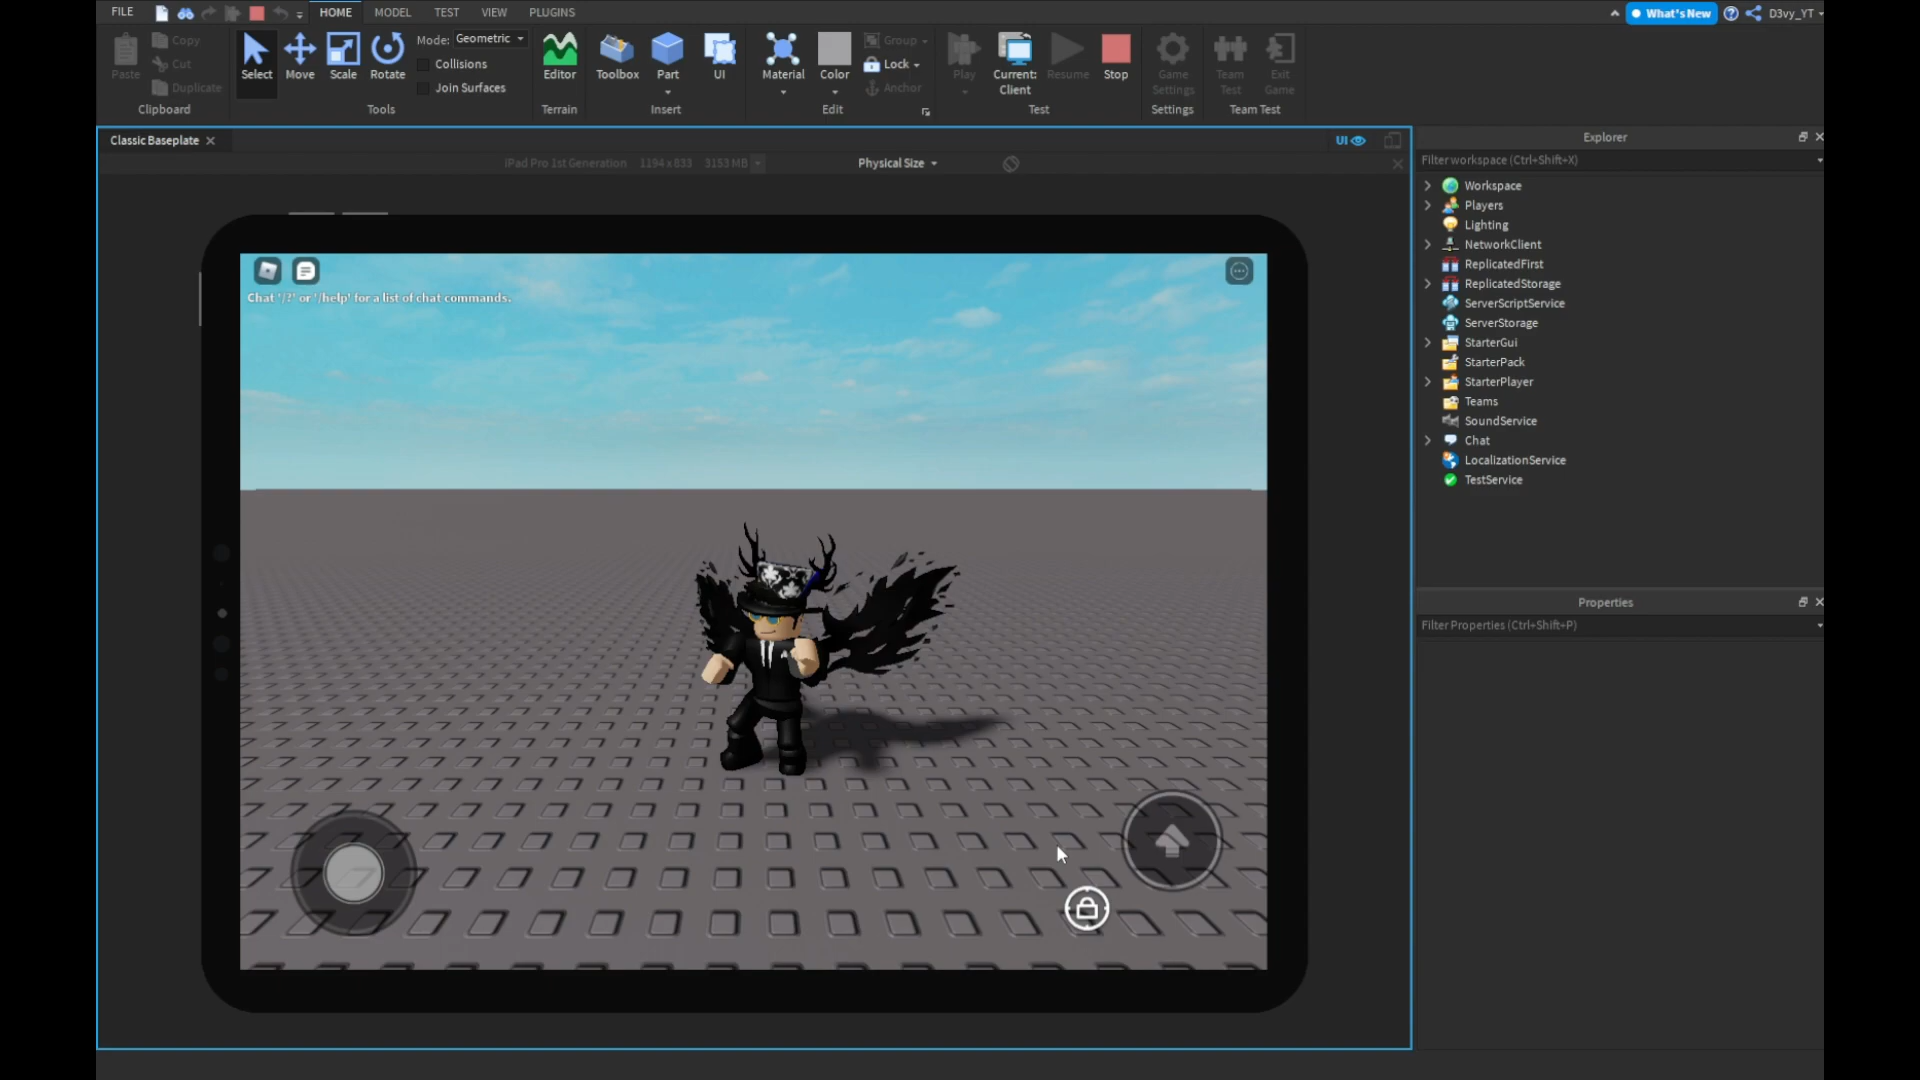 FILE HOME MODEL TEST VIEW PLUGINS What's New D3vy_YT
Paste Copy Cut Duplicate Clipboard
Select Move Scale Rotate Mode: Geometric Collisions Join Surfaces Tools
Editor Terrain
Toolbox Part UI Insert
Material Color Group Lock Anchor Edit
Play Current: Client Resume Stop Test
Game Settings Settings
Team Test Exit Game Team Test
Classic Baseplate UI
iPad Pro 1st Generation 1194 x 833 3153 MB Physical Size
Chat '/?' or '/help' for a list of chat commands.
Explorer
Filter workspace (Ctrl+Shift+X)
Workspace
Players
Lighting
NetworkClient
ReplicatedFirst
ReplicatedStorage
ServerScriptService
ServerStorage
StarterGui
StarterPack
StarterPlayer
Teams
SoundService
Chat
LocalizationService
TestService
Properties
Filter Properties (Ctrl+Shift+P)